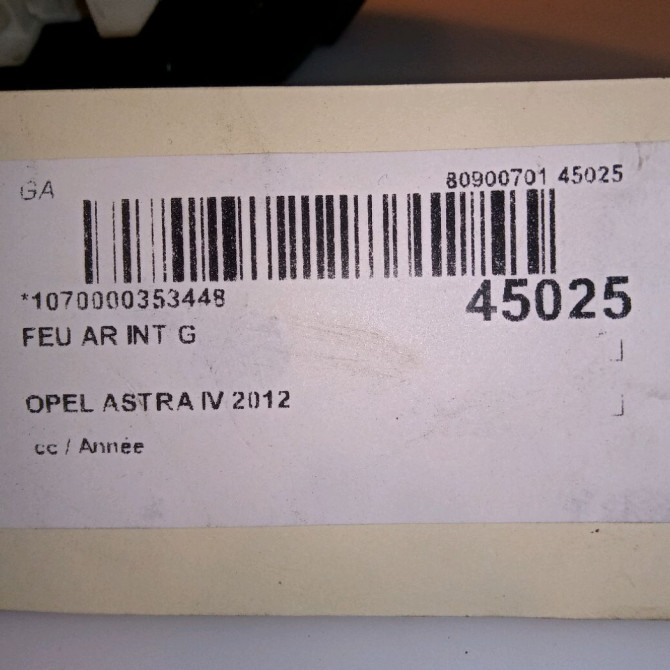 GA
80900701 45025
*1070000353448
45025
FEU AR INT G
OPEL ASTRA IV 2012
cc / Année